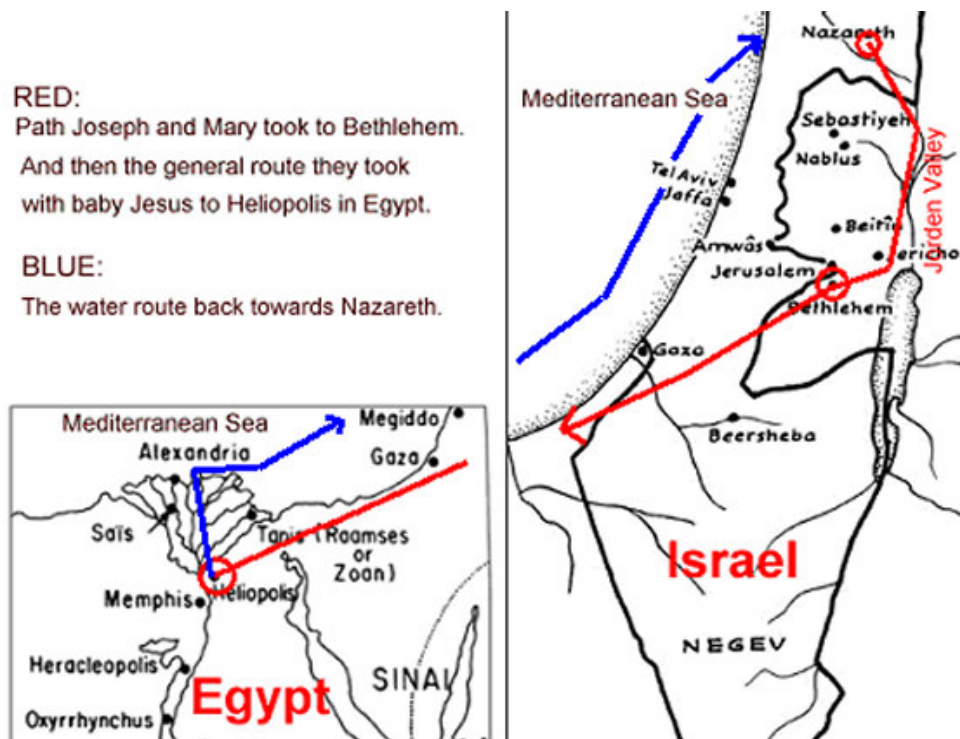 RED:
Path Joseph and Mary took to Bethlehem.
And then the general route they took
with baby Jesus to Heliopolis in Egypt.
BLUE:
The water route back towards Nazareth.
Mediterranean Sea
Megiddo
Alexandria
Gaza
Saïs
Tanis (Raamses
or
Zoan)
Heliopolis
Memphis
Heracleopolis
SINAI
Egypt
Oxyrrhynchus
Nazareth
Mediterranean Sea
Sebastiyeh
Nablus
Tel Aviv
Jaffa
Jorden Valley
Beitîn
Amwâs
Jericho
Jerusalem
Bethlehem
Gaza
Beersheba
Israel
NEGEV